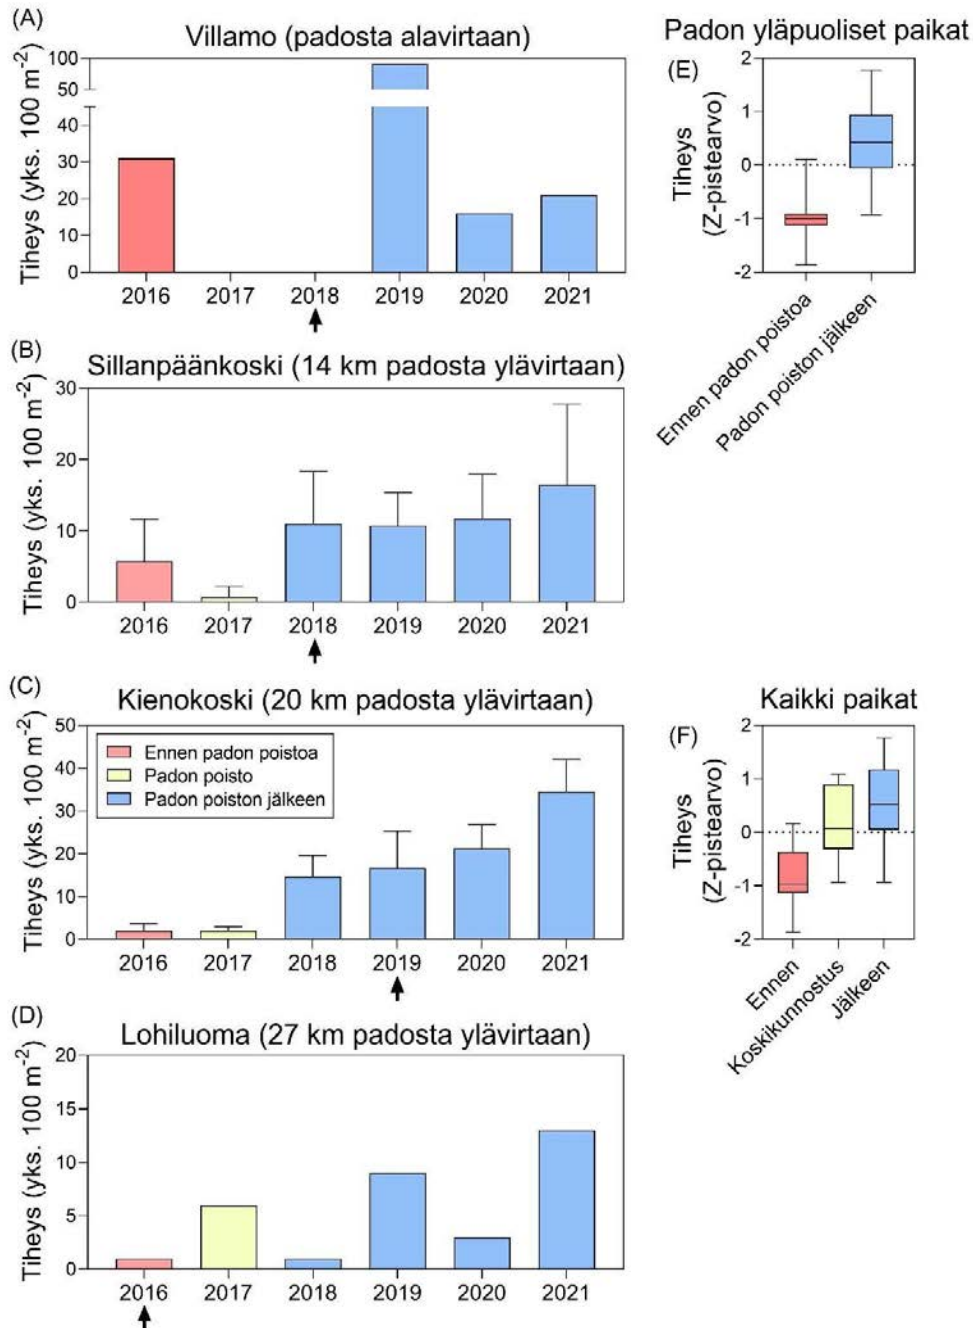 (A)
Villamo (padosta alavirtaan)
Tiheys (yks. 100 m⁻²)
100
50
40
30
20
10
0
2016 2017 2018 2019 2020 2021
(B)
Sillanpäänkoski (14 km padosta ylävirtaan)
Tiheys (yks. 100 m⁻²)
30
20
10
0
2016 2017 2018 2019 2020 2021
(C)
Kienokoski (20 km padosta ylävirtaan)
Tiheys (yks. 100 m⁻²)
50
40
30
20
10
0
Ennen padon poistoa
Padon poisto
Padon poiston jälkeen
2016 2017 2018 2019 2020 2021
(D)
Lohiluoma (27 km padosta ylävirtaan)
Tiheys (yks. 100 m⁻²)
20
15
10
5
0
2016 2017 2018 2019 2020 2021
Padon yläpuoliset paikat
(E)
Tiheys
(Z-pistearvo)
2
1
0
-1
-2
Ennen padon poistoa
Padon poiston jälkeen
Kaikki paikat
(F)
Tiheys
(Z-pistearvo)
2
1
0
-1
-2
Ennen
Koskikunnostus
Jälkeen